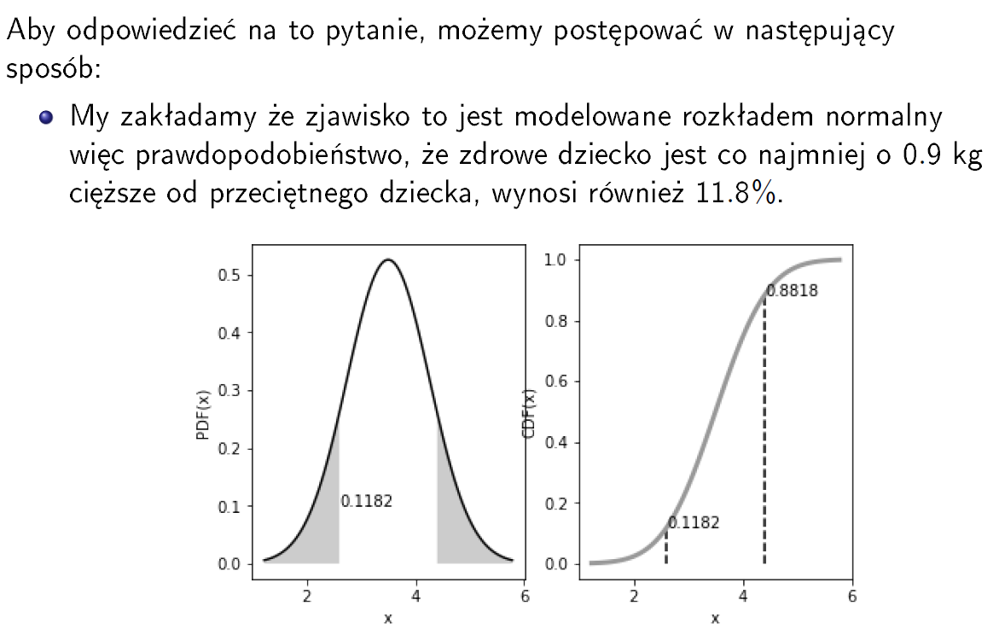 Aby odpowiedzieć na to pytanie, możemy postępować w następujący
sposób:
My zakładamy że zjawisko to jest modelowane rozkładem normalny
więc prawdopodobieństwo, że zdrowe dziecko jest co najmniej o 0.9 kg
cięższe od przeciętnego dziecka, wynosi również 11.8%.
0.5
0.4
0.3
0.2
0.1
0.0
PDF(x)
0.1182
2
4
6
x
1.0
0.8
0.6
0.4
0.2
0.0
CDF(x)
0.8818
0.1182
2
4
6
x